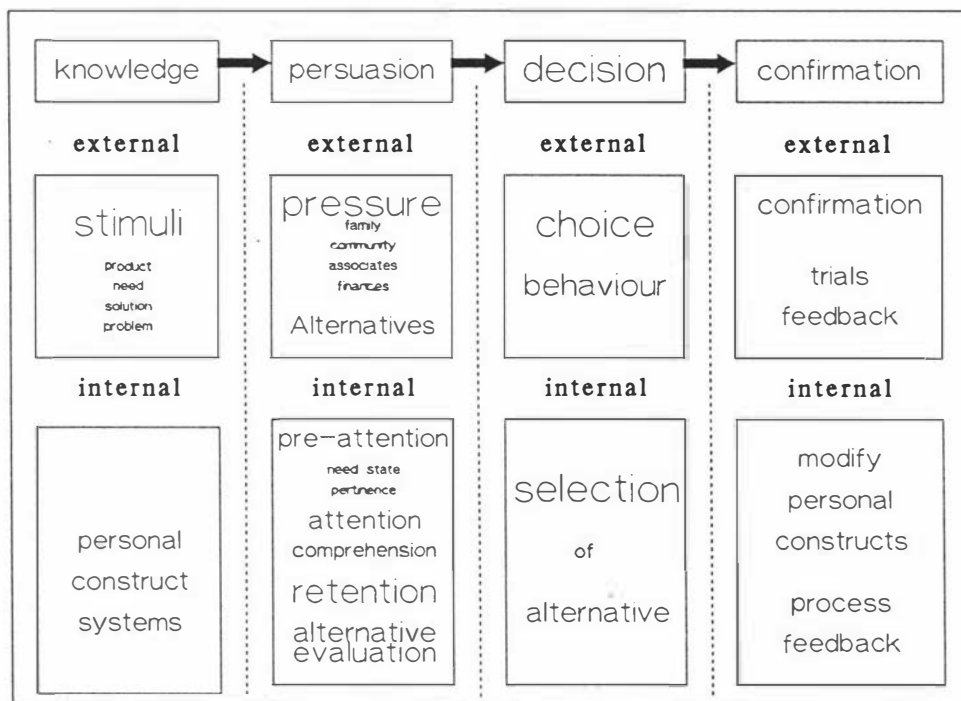 knowledge
persuasion
decision
confirmation
external
external
external
external
stimuli
product
need
solution
problem
pressure
family
community
associates
finances
Alternatives
choice
behaviour
confirmation
trials
feedback
internal
internal
internal
internal
personal
construct
systems
pre-attention
need state
pertinence
attention
comprehension
retention
alternative
evaluation
selection
of
alternative
modify
personal
constructs
process
feedback